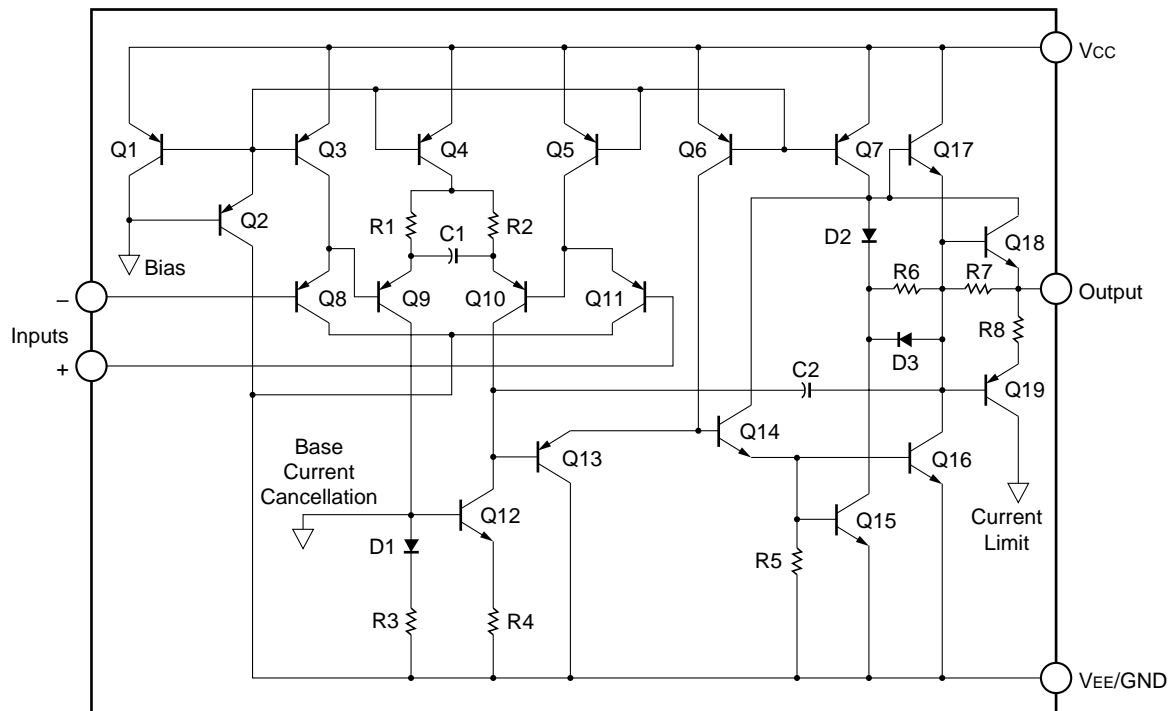 VCC
Q1
Q3
Q4
Q5
Q6
Q7
Q17
Q2
R1
R2
C1
D2
Q18
Bias
R6
R7
–
Q8
Q9
Q10
Q11
Output
Inputs
R8
D3
+
C2
Q19
Q14
Base
Current
Cancellation
Q13
Q16
Q12
Q15
Current
Limit
D1
R5
R3
R4
VEE/GND